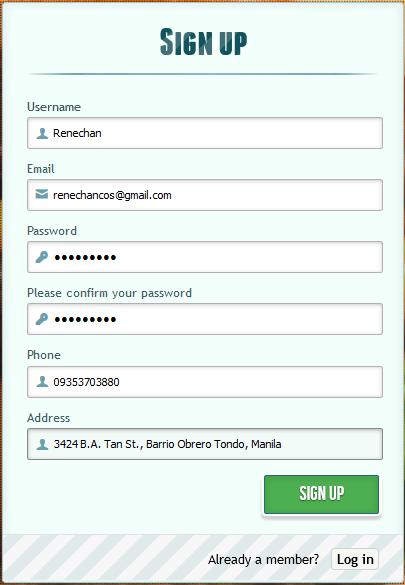 SIGN UP
Username
Renechan
Email
renechancos@gmail.com
Password
•••••••••
Please confirm your password
•••••••••
Phone
09353703880
Address
3424 B.A. Tan St., Barrio Obrero Tondo, Manila
SIGN UP
Already a member? Log in